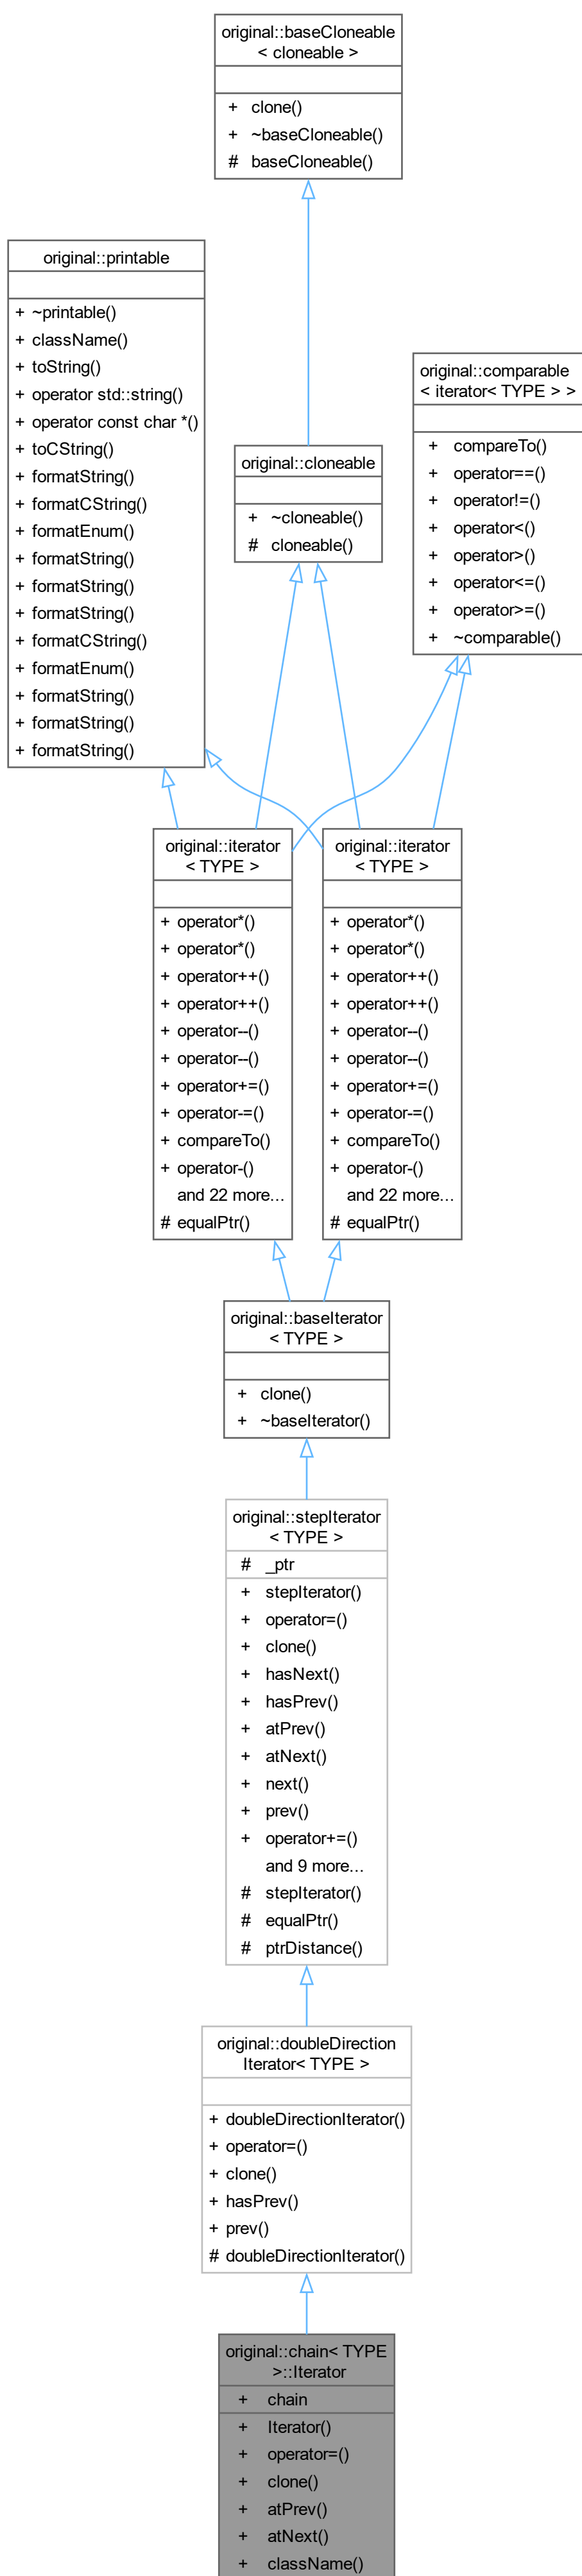 original::baseCloneable
< cloneable >
+ clone()
+ ~baseCloneable()
# baseCloneable()
original::printable
+ ~printable()
+ className()
+ toString()
+ operator std::string()
+ operator const char *()
+ toCString()
+ formatString()
+ formatCString()
+ formatEnum()
+ formatString()
+ formatString()
+ formatString()
+ formatCString()
+ formatEnum()
+ formatString()
+ formatString()
+ formatString()
original::comparable
< iterator< TYPE > >
+ compareTo()
+ operator==()
+ operator!=()
+ operator<()
+ operator>()
+ operator<=()
+ operator>=()
+ ~comparable()
original::cloneable
+ ~cloneable()
# cloneable()
original::iterator
< TYPE >
+ operator*()
+ operator*()
+ operator++()
+ operator++()
+ operator--()
+ operator--()
+ operator+=()
+ operator-=()
+ compareTo()
+ operator-()
and 22 more...
# equalPtr()
original::iterator
< TYPE >
+ operator*()
+ operator*()
+ operator++()
+ operator++()
+ operator--()
+ operator--()
+ operator+=()
+ operator-=()
+ compareTo()
+ operator-()
and 22 more...
# equalPtr()
original::baseIterator
< TYPE >
+ clone()
+ ~baseIterator()
original::stepIterator
< TYPE >
# _ptr
+ stepIterator()
+ operator=()
+ clone()
+ hasNext()
+ hasPrev()
+ atPrev()
+ atNext()
+ next()
+ prev()
+ operator+=()
and 9 more...
# stepIterator()
# equalPtr()
# ptrDistance()
original::doubleDirection
Iterator< TYPE >
+ doubleDirectionIterator()
+ operator=()
+ clone()
+ hasPrev()
+ prev()
# doubleDirectionIterator()
original::chain< TYPE
>::Iterator
+ chain
+ Iterator()
+ operator=()
+ clone()
+ atPrev()
+ atNext()
+ className()